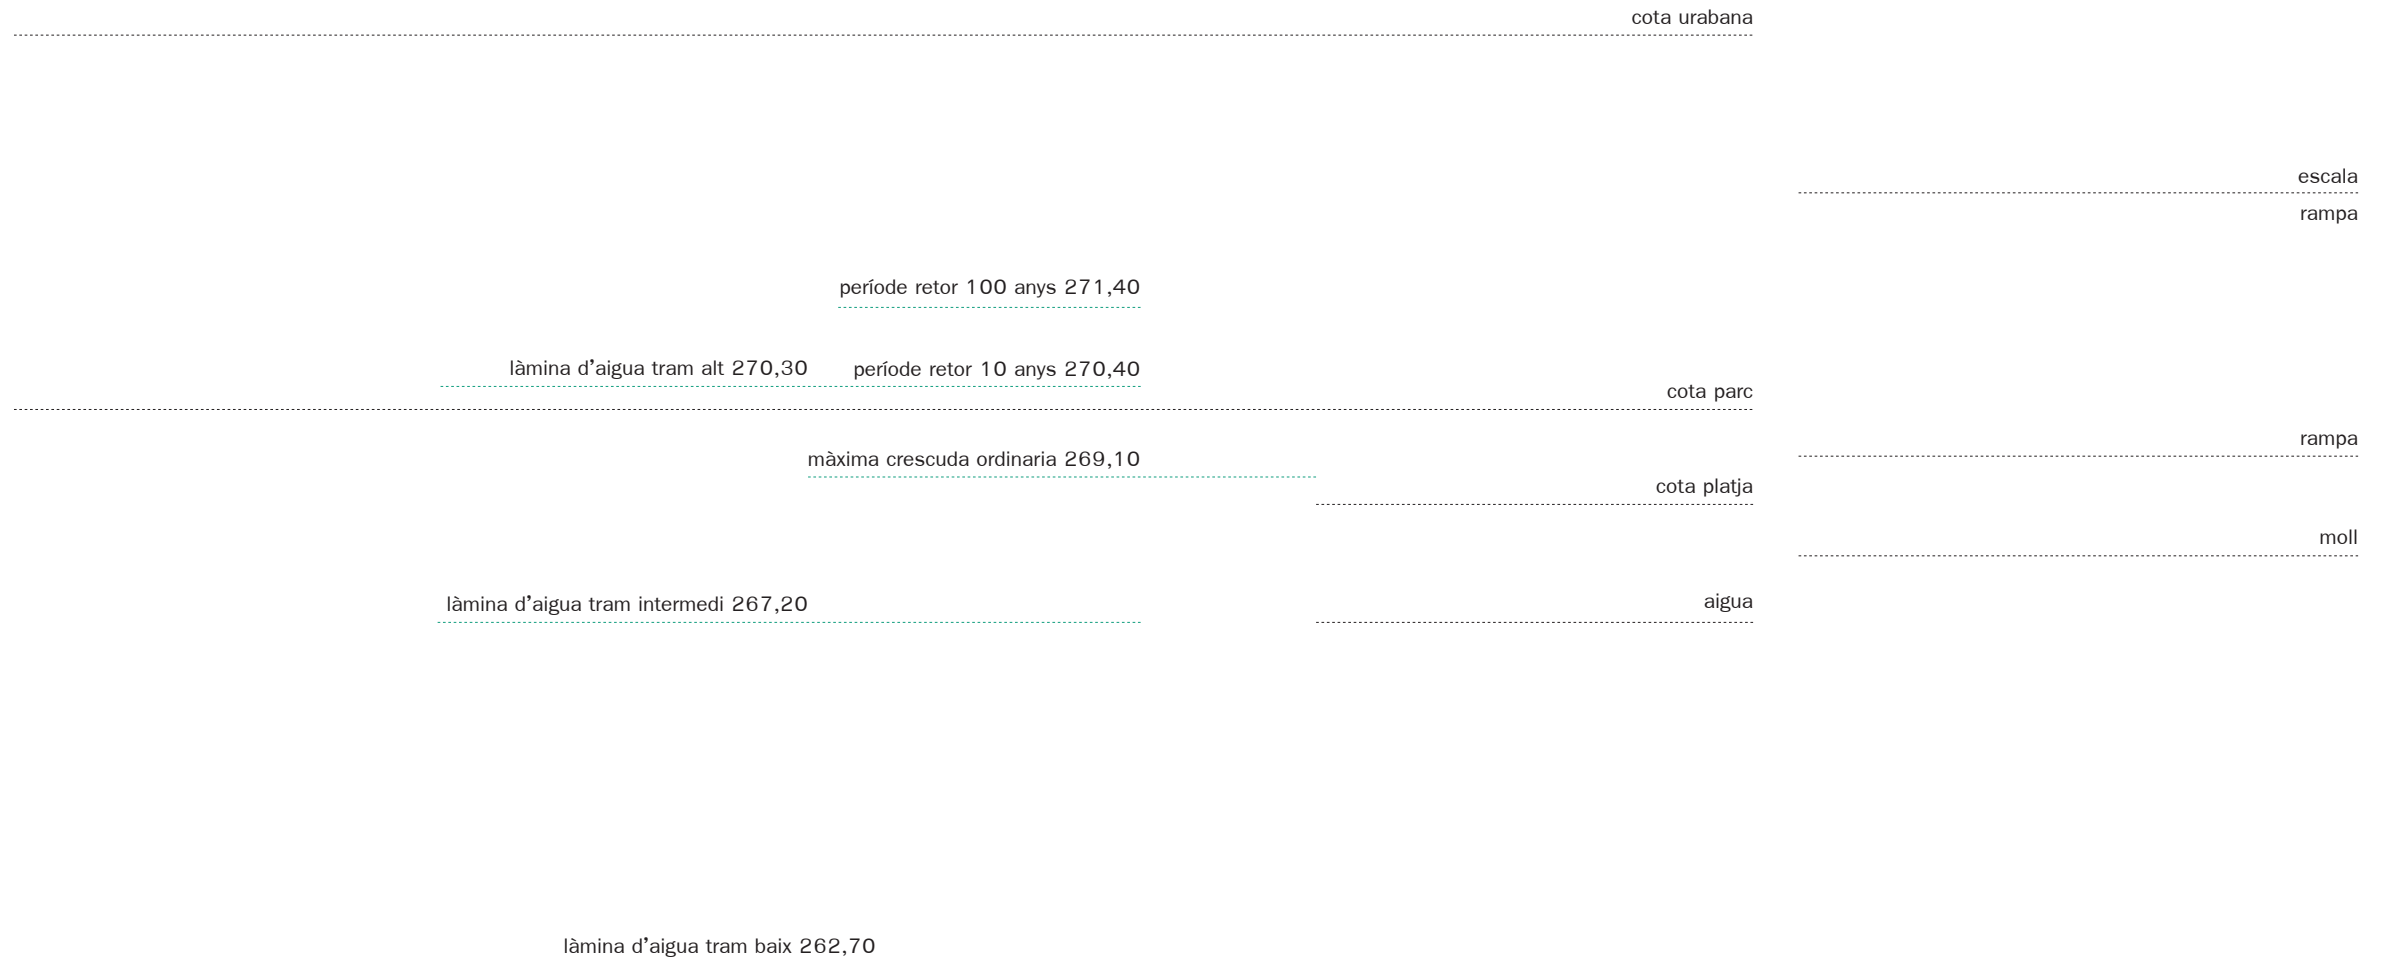 cota urabana
escala
rampa
període retor 100 anys 271,40
làmina d’aigua tram alt 270,30
període retor 10 anys 270,40
cota parc
rampa
màxima crescuda ordinaria 269,10
cota platja
moll
làmina d’aigua tram intermedi 267,20
aigua
làmina d’aigua tram baix 262,70